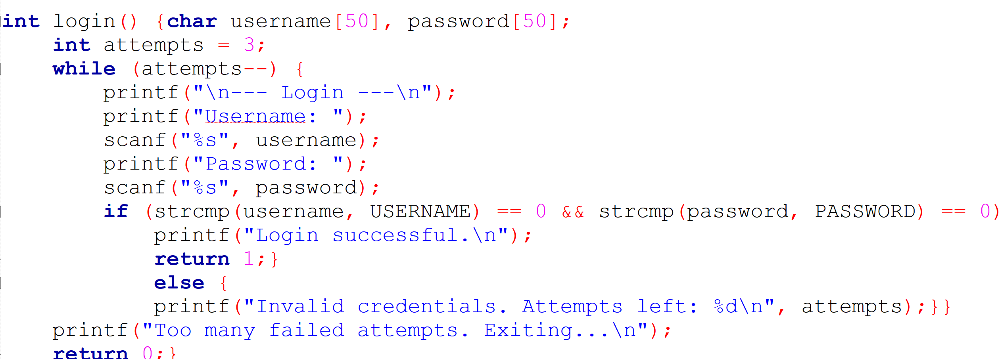 int login() {char username[50], password[50];
    int attempts = 3;
    while (attempts--) {
        printf("\n--- Login ---\n");
        printf("Username: ");
        scanf("%s", username);
        printf("Password: ");
        scanf("%s", password);
        if (strcmp(username, USERNAME) == 0 && strcmp(password, PASSWORD) == 0)
            printf("Login successful.\n");
            return 1;}
            else {
            printf("Invalid credentials. Attempts left: %d\n", attempts);}}
    printf("Too many failed attempts. Exiting...\n");
    return 0;}